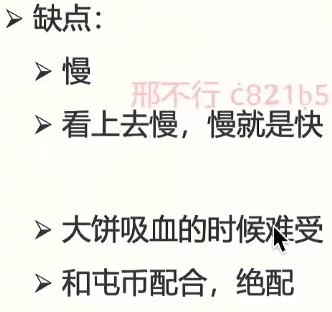 ➢ 缺点：
➢ 慢
邢不行 c821b5
➢ 看上去慢，慢就是快
➢ 大饼吸血的时候难受
➢ 和屯币配合，绝配